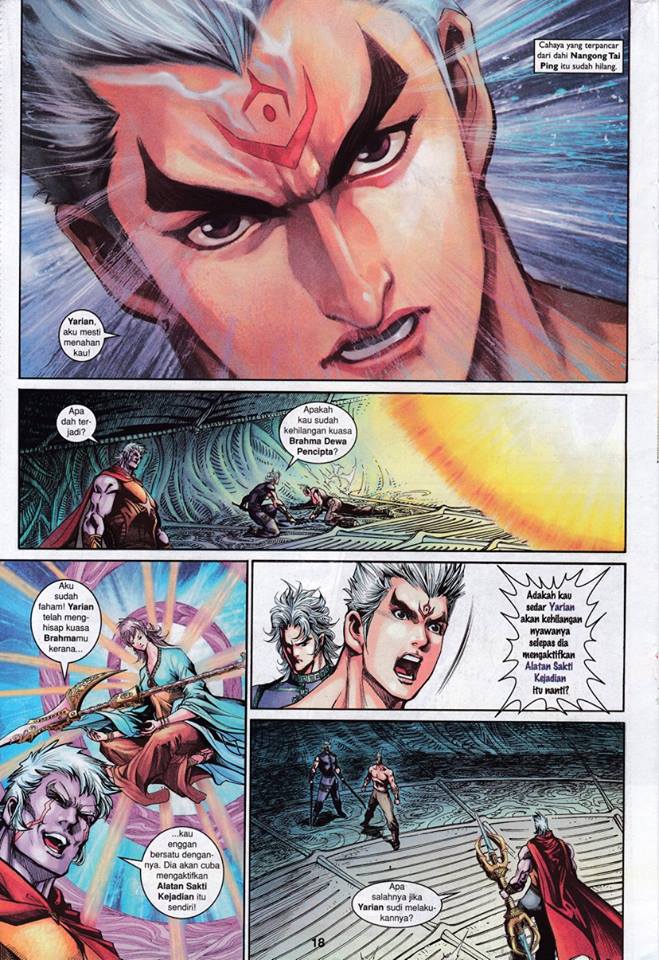 Cahaya yang terpancar
dari dahi Nangong Tai
Ping itu sudah hilang.
Yarian,
aku mesti
menahan
kau!
Apa
dah ter-
jadi?
Apakah
kau sudah
kehilangan kuasa
Brahma Dewa
Pencipta?
Aku
sudah
faham! Yarian
telah meng-
hisap kuasa
Brahmamu
kerana...
...kau
enggan
bersatu dengan-
nya. Dia akan cuba
mengaktifkan
Alatan Sakti
Kejadian itu
sendiri!
Adakah kau
sedar Yarian
akan kehilangan
nyawanya
selepas dia
mengaktifkan
Alatan Sakti
Kejadian
itu nanti?
Apa
salahnya jika
Yarian sudi melaku-
kannya?
18